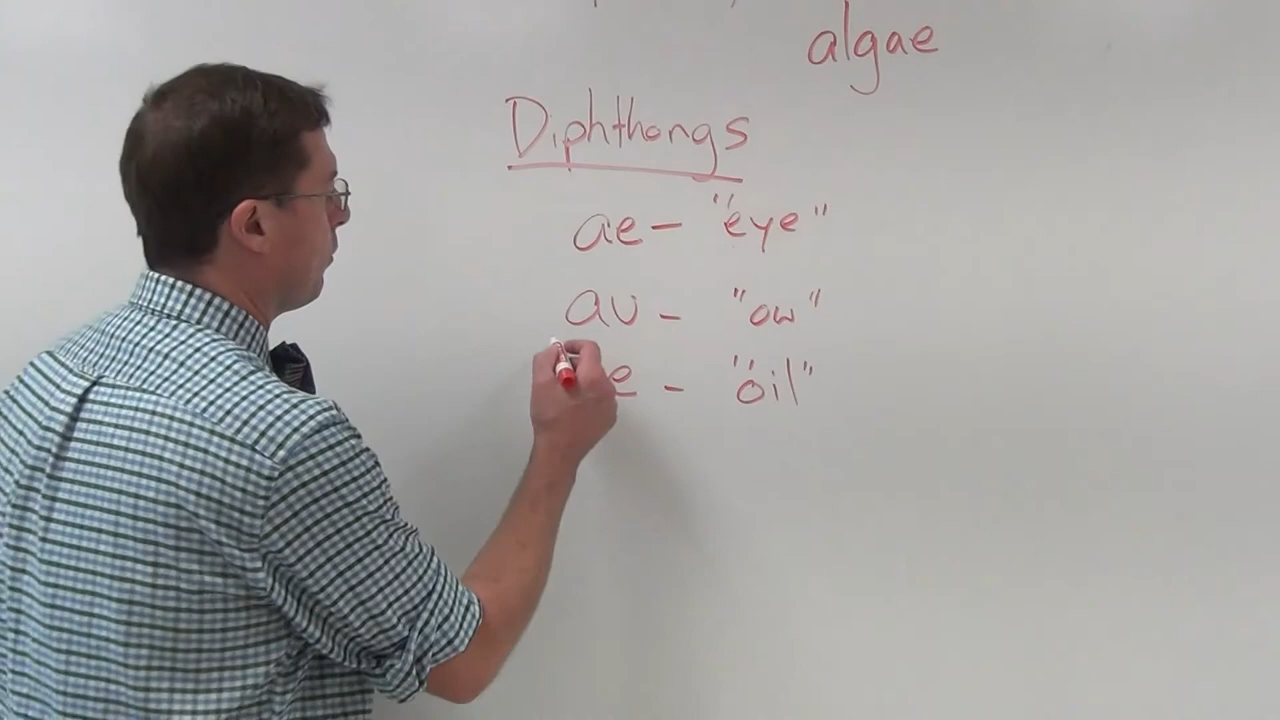 algae
Diphthongs
ae - "eye"
au - "ow"
e - "oil"